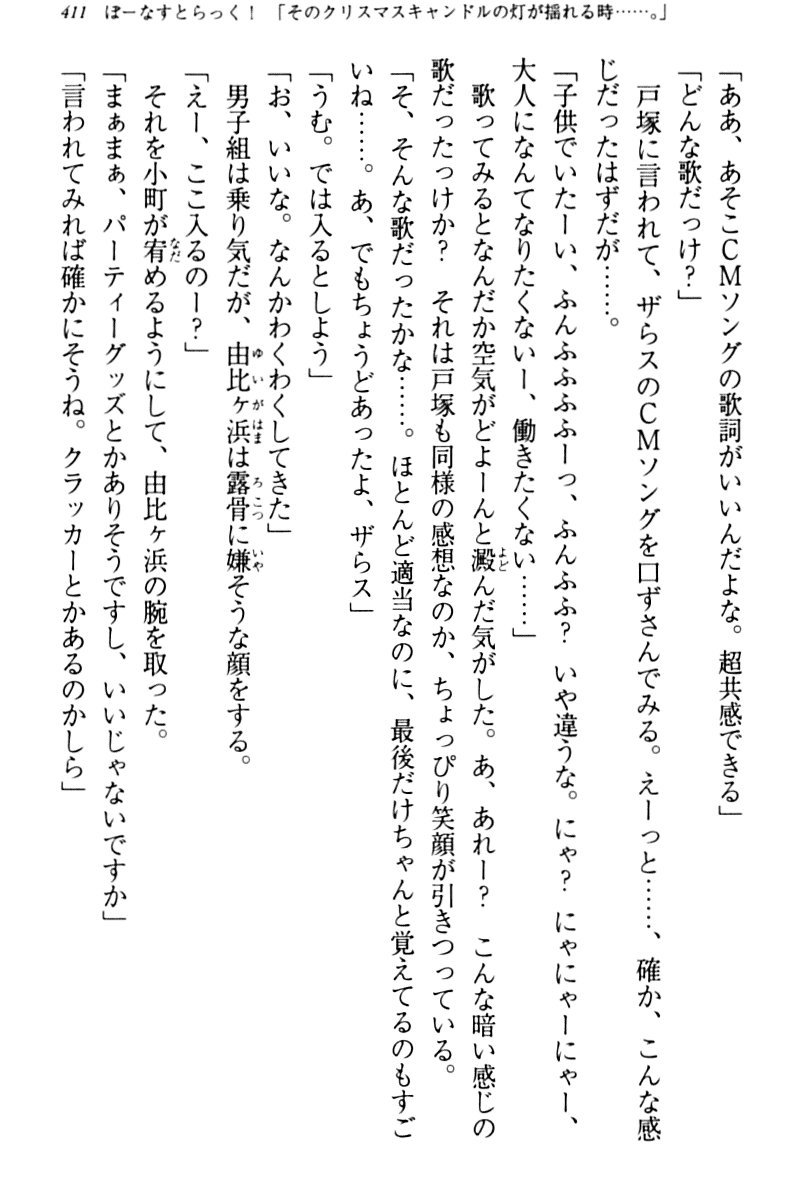 411　ぼーなすとらっく！　「そのクリスマスキャンドルの灯が揺れる時……。」
「ああ、あそこＣＭソングの歌詞がいいんだよな。超共感できる」
「どんな歌だっけ？」
　戸塚に言われて、ザらスのＣＭソングを口ずさんでみる。えーっと……、確か、こんな感
じだったはずだが……。
「子供でいたーい、ふんふふふふーっ、ふんふふ？　いや違うな。にゃ？　にゃにゃーにゃー、
大人になんてなりたくないー、働きたくない……」
　歌ってみるとなんだか空気がどよーんと澱んだ気がした。あ、あれー？　こんな暗い感じの
歌だったっけか？　それは戸塚も同様の感想なのか、ちょっぴり笑顔が引きつっている。
「そ、そんな歌だったかな……。ほとんど適当なのに、最後だけちゃんと覚えてるのもすご
いね……。あ、でもちょうどあったよ、ザらス」
「うむ。では入るとしよう」
「お、いいな。なんかわくわくしてきた」
　男子組は乗り気だが、由比ヶ浜は露骨に嫌そうな顔をする。
「えー、ここ入るのー？」
　それを小町が宥めるようにして、由比ヶ浜の腕を取った。
「まぁまぁ、パーティーグッズとかありそうですし、いいじゃないですか」
「言われてみれば確かにそうね。クラッカーとかあるのかしら」